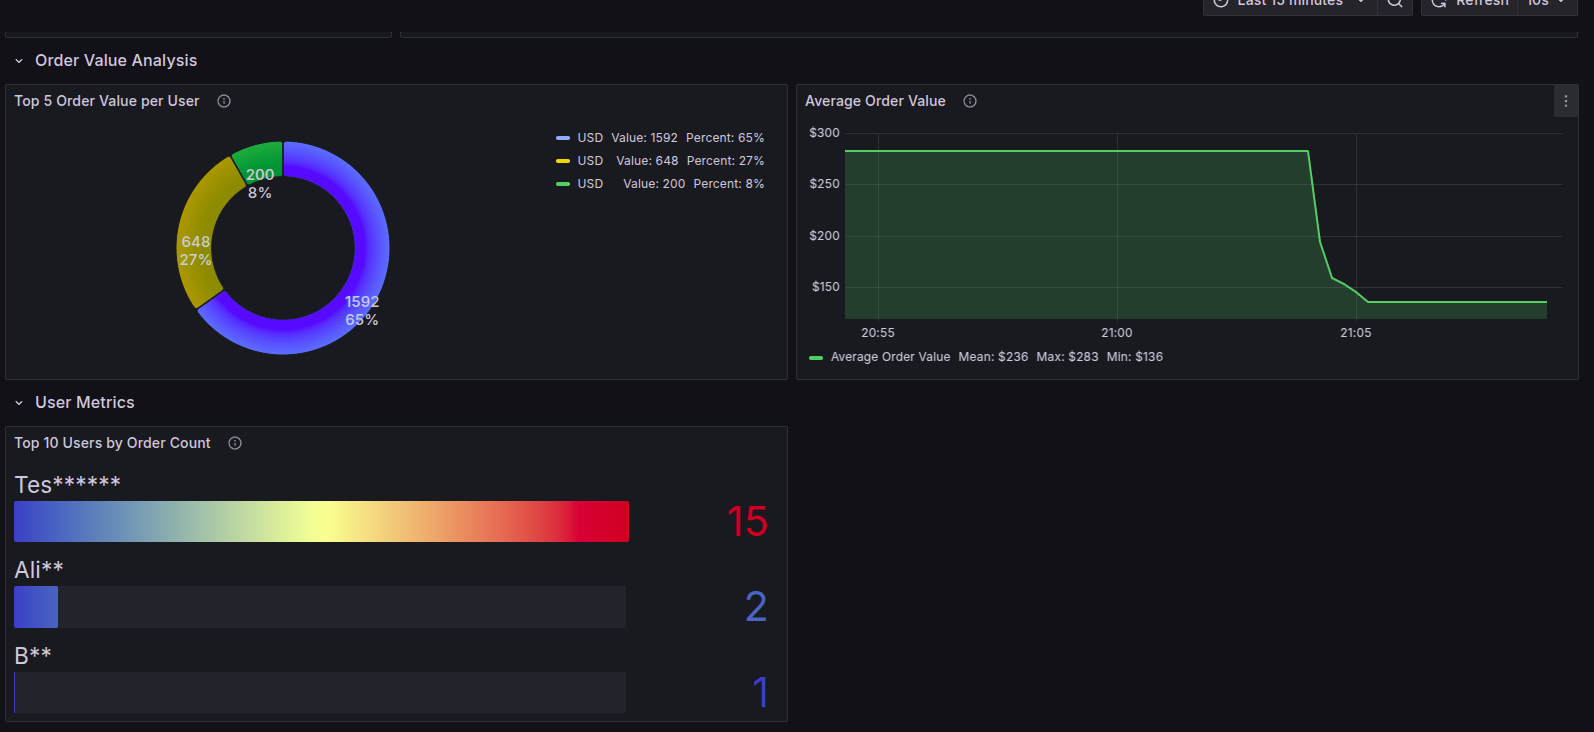 Last 15 minutes Refresh 10s
Order Value Analysis
Top 5 Order Value per User
USD Value: 1592 Percent: 65%
USD Value: 648 Percent: 27%
USD Value: 200 Percent: 8%
200
8%
648
27%
1592
65%
Average Order Value
$300
$250
$200
$150
20:55 21:00 21:05
Average Order Value Mean: $236 Max: $283 Min: $136
User Metrics
Top 10 Users by Order Count
Tes******
15
Ali**
2
B**
1